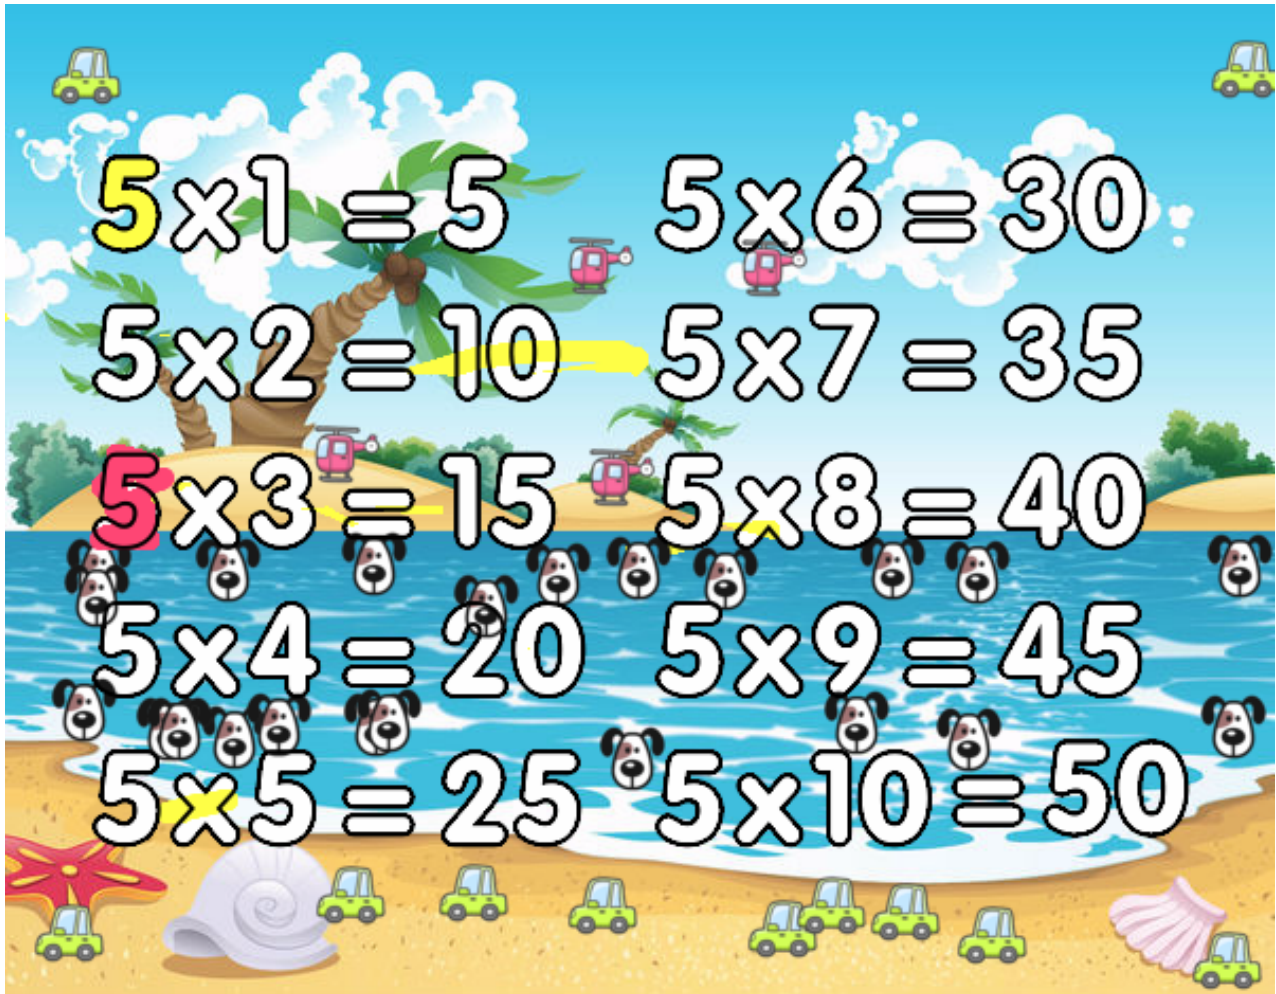 5x1 = 5
5x2 = 10
5x3 = 15
5x4 = 20
5x5 = 25
5x6 = 30
5x7 = 35
5x8 = 40
5x9 = 45
5x10 = 50